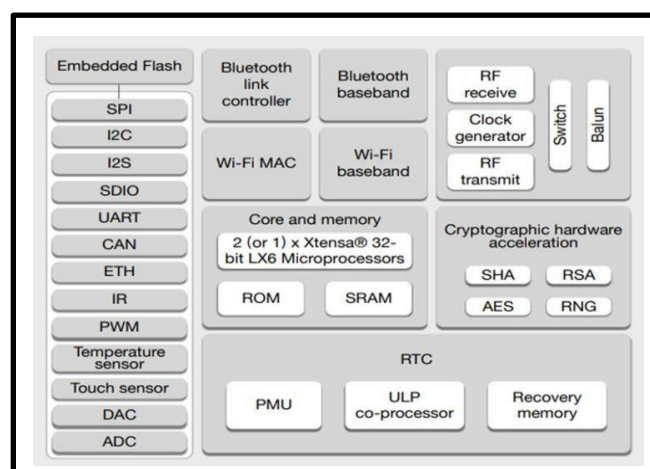 Embedded Flash
SPI
I2C
I2S
SDIO
UART
CAN
ETH
IR
PWM
Temperature
sensor
Touch sensor
DAC
ADC
Bluetooth
link
controller
Bluetooth
baseband
Wi-Fi MAC
Wi-Fi
baseband
RF
receive
Clock
generator
RF
transmit
Switch
Balun
Core and memory
2 (or 1) x Xtensa® 32-
bit LX6 Microprocessors
ROM
SRAM
Cryptographic hardware
acceleration
SHA
RSA
AES
RNG
RTC
PMU
ULP
co-processor
Recovery
memory